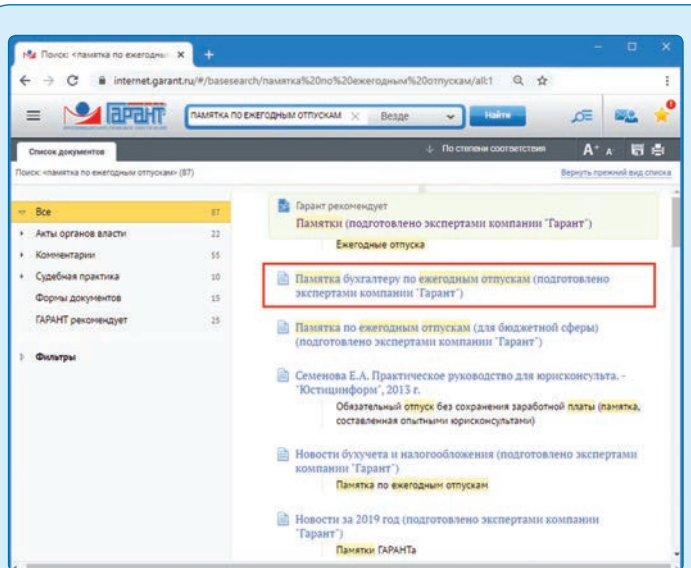 Поиск: <памятка по ежегодны
internet.garant.ru/#/basesearch/памятка%20по%20ежегодным%20отпускам/all:1
ГАРАНТ
ПАМЯТКА ПО ЕЖЕГОДНЫМ ОТПУСКАМ
Везде
Найти
Список документов
По степени соответствия
А+ А-
Поиск: <памятка по ежегодным отпускам> (87)
Вернуть прежний вид списка
Все 87
Акты органов власти 22
Комментарии 55
Судебная практика 10
Формы документов 15
ГАРАНТ рекомендует 25
Фильтры
Гарант рекомендует
Памятки (подготовлено экспертами компании "Гарант")
Ежегодные отпуска
Памятка бухгалтеру по ежегодным отпускам (подготовлено
экспертами компании "Гарант")
Памятка по ежегодным отпускам (для бюджетной сферы)
(подготовлено экспертами компании "Гарант")
Семенова Е.А. Практическое руководство для юрисконсульта. -
"Юстицинформ", 2013 г.
Обязательный отпуск без сохранения заработной платы (памятка,
составленная опытными юрисконсультами)
Новости бухучета и налогообложения (подготовлено экспертами
компании "Гарант")
Памятка по ежегодным отпускам
Новости за 2019 год (подготовлено экспертами компании
"Гарант")
Памятки ГАРАНТа